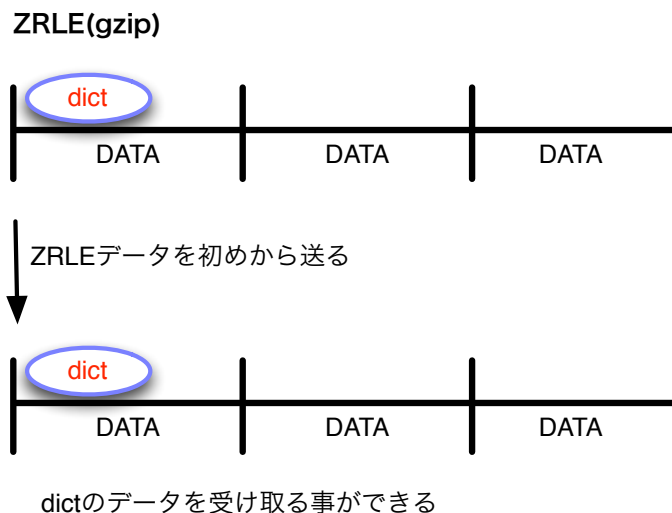 ZRLE(gzip)
dict
DATA DATA DATA
ZRLEデータを初めから送る
dict
DATA DATA DATA
dictのデータを受け取る事ができる